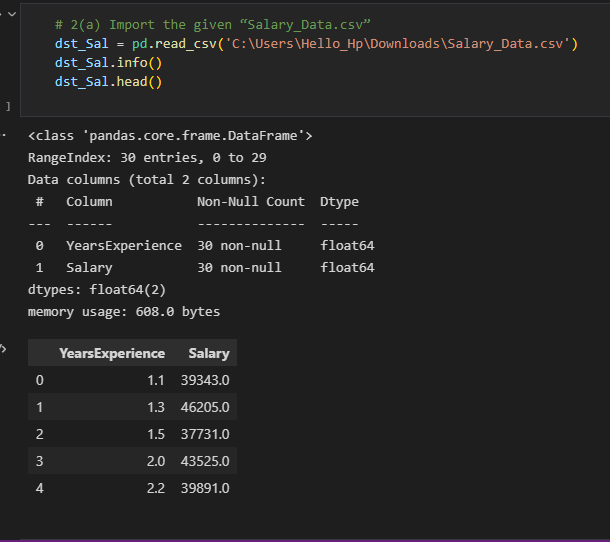 # 2(a) Import the given “Salary_Data.csv”
dst_Sal = pd.read_csv('C:\Users\Hello_Hp\Downloads\Salary_Data.csv')
dst_Sal.info()
dst_Sal.head()
]
<class 'pandas.core.frame.DataFrame'>
RangeIndex: 30 entries, 0 to 29
Data columns (total 2 columns):
#   Column           Non-Null Count  Dtype
---  ------           --------------  -----
0   YearsExperience  30 non-null     float64
1   Salary           30 non-null     float64
dtypes: float64(2)
memory usage: 608.0 bytes
YearsExperience Salary
0 1.1 39343.0
1 1.3 46205.0
2 1.5 37731.0
3 2.0 43525.0
4 2.2 39891.0